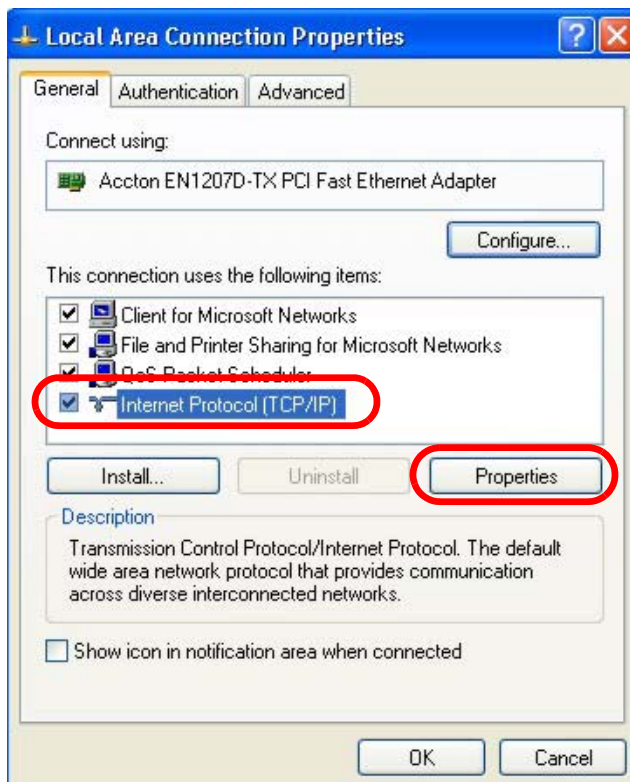 Local Area Connection Properties
General Authentication Advanced
Connect using:
Accton EN1207D-TX PCI Fast Ethernet Adapter
Configure...
This connection uses the following items:
Client for Microsoft Networks
File and Printer Sharing for Microsoft Networks
QoS Packet Scheduler
Internet Protocol (TCP/IP)
Install... Uninstall Properties
Description
Transmission Control Protocol/Internet Protocol. The default
wide area network protocol that provides communication
across diverse interconnected networks.
Show icon in notification area when connected
OK Cancel